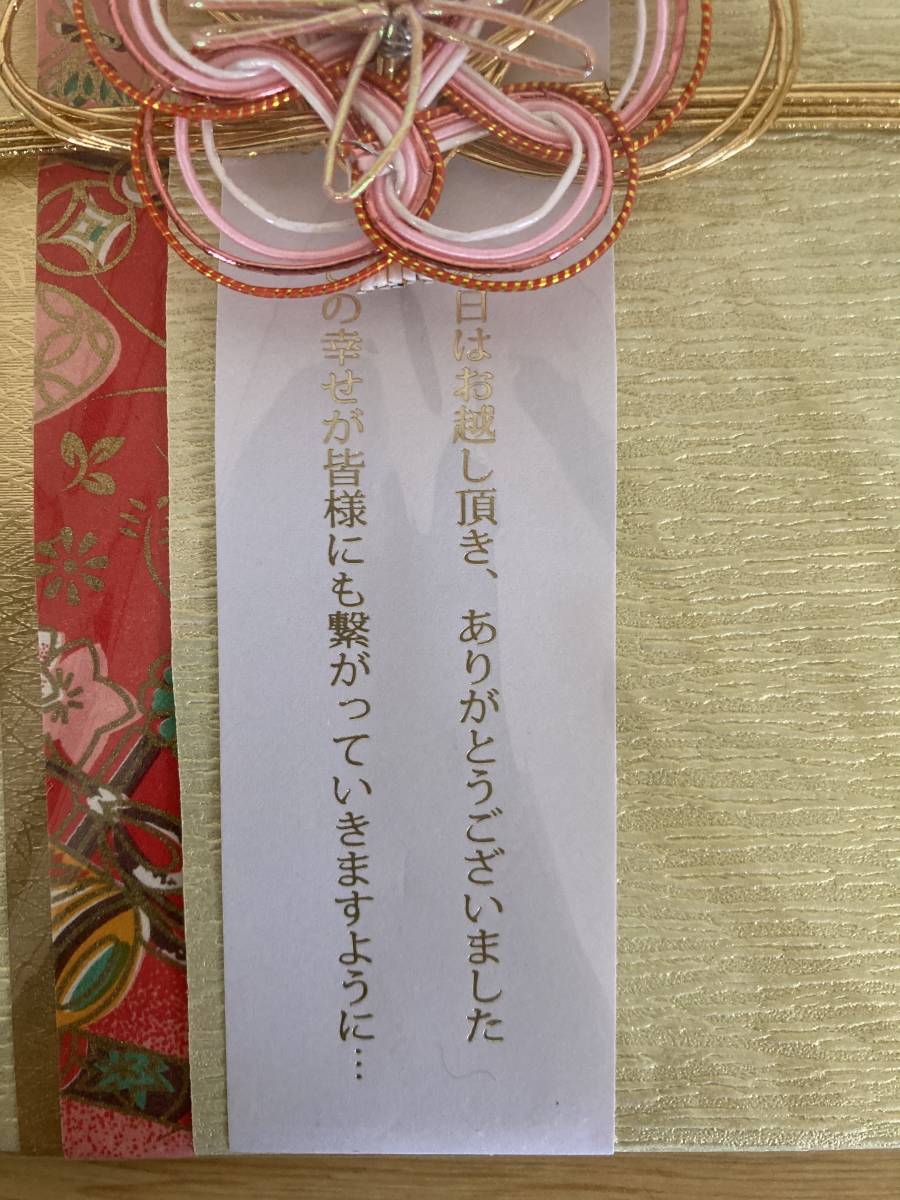 日はお越し頂き、ありがとうございました
の幸せが皆様にも繋がっていきますように…